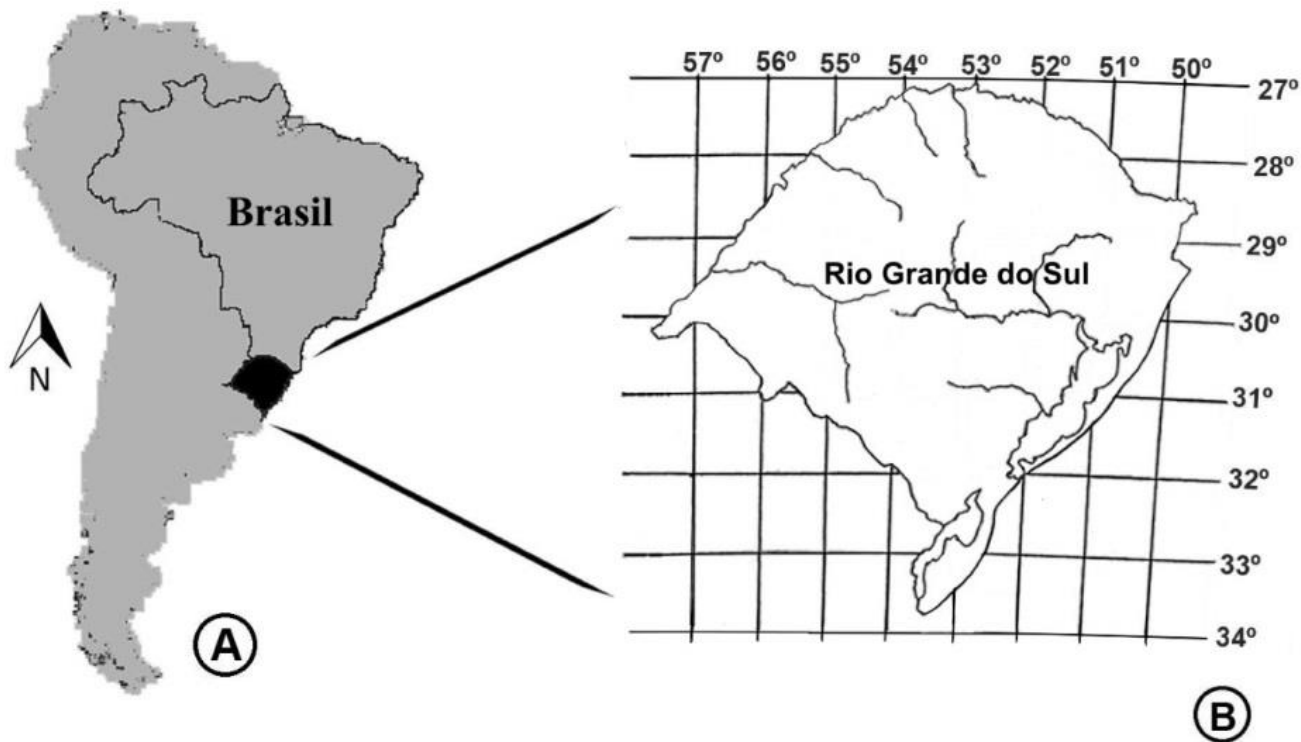 57º 56º 55º 54º 53º 52º 51º 50º
27º
28º
Brasil
29º
Rio Grande do Sul
30º
N
31º
32º
33º
A
34º
B